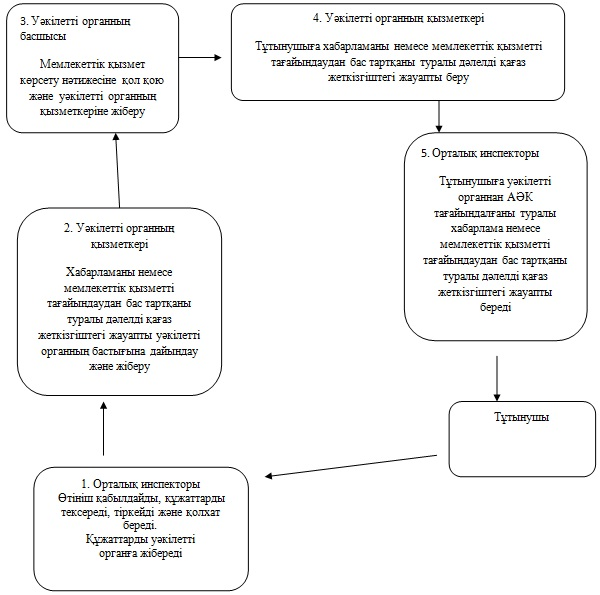 3. Уәкілетті органның
басшысы
Мемлекеттік қызмет
көрсету нәтижесіне қол қою
және уәкілетті органның
қызметкеріне жіберу
4. Уәкілетті органның қызметкері
Тұтынушыға хабарламаны немесе мемлекеттік қызметті
тағайындаудан бас тартқаны туралы дәлелді қағаз
жеткізгіштегі жауапты беру
5. Орталық инспекторы
Тұтынушыға уәкілетті
органнан АӘК
тағайындалғаны туралы
хабарлама немесе
мемлекеттік қызметті
тағайындаудан бас тартқаны
туралы дәлелді қағаз
жеткізгіштегі жауапты
береді
2. Уәкілетті органның
қызметкері
Хабарламаны немесе
мемлекеттік қызметті
тағайындаудан бас тартқаны
туралы дәлелді қағаз
жеткізгіштегі жауапты уәкілетті
органның бастығына дайындау
және жіберу
Тұтынушы
1. Орталық инспекторы
Өтініш қабылдайды, құжаттарды
тексереді, тіркейді және қолхат
береді.
Құжаттарды уәкілетті
органға жібереді